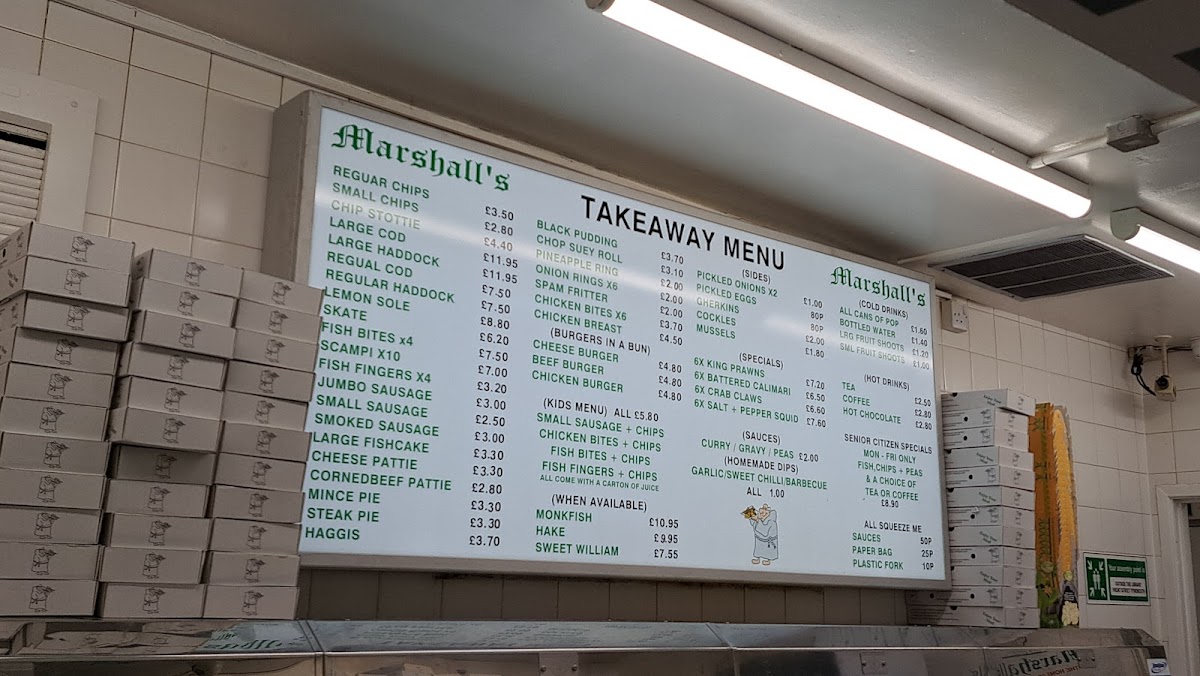 Marshall's
TAKEAWAY MENU
Marshall's
REGUAR CHIPS £3.50
SMALL CHIPS £2.80
CHIP STOTTIE £4.40
LARGE COD £11.95
LARGE HADDOCK £11.95
REGUAL COD £7.50
REGULAR HADDOCK £7.50
LEMON SOLE £8.80
SKATE £6.20
FISH BITES x4 £7.50
SCAMPI X10 £7.00
FISH FINGERS X4 £3.20
JUMBO SAUSAGE £3.00
SMALL SAUSAGE £2.50
SMOKED SAUSAGE £3.00
LARGE FISHCAKE £3.30
CHEESE PATTIE £3.30
CORNEDBEEF PATTIE £2.80
MINCE PIE £3.30
STEAK PIE £3.30
HAGGIS £3.70
BLACK PUDDING £3.70
CHOP SUEY ROLL £3.10
PINEAPPLE RING £2.00
ONION RINGS X6 £2.00
SPAM FRITTER £2.00
CHICKEN BITES X6 £3.70
CHICKEN BREAST £4.50
(BURGERS IN A BUN)
CHEESE BURGER £4.80
BEEF BURGER £4.80
CHICKEN BURGER £4.80
(KIDS MENU) ALL £5.80
SMALL SAUSAGE + CHIPS
CHICKEN BITES + CHIPS
FISH BITES + CHIPS
FISH FINGERS + CHIPS
ALL COME WITH A CARTON OF JUICE
(WHEN AVAILABLE)
MONKFISH £10.95
HAKE £9.95
SWEET WILLIAM £7.55
(SIDES)
PICKLED ONIONS X2 £1.00
PICKLED EGGS 80P
GHERKINS 80P
COCKLES £2.00
MUSSELS £1.80
(SPECIALS)
6X KING PRAWNS £7.20
6X BATTERED CALIMARI £6.50
6X CRAB CLAWS £6.60
6X SALT + PEPPER SQUID £7.60
(SAUCES)
CURRY / GRAVY / PEAS £2.00
(HOMEMADE DIPS)
GARLIC/SWEET CHILLI/BARBECUE
ALL 1.00
(COLD DRINKS)
ALL CANS OF POP £1.60
BOTTLED WATER £1.40
LRG FRUIT SHOOTS £1.20
SML FRUIT SHOOTS £1.00
(HOT DRINKS)
TEA £2.50
COFFEE £2.80
HOT CHOCOLATE £2.80
SENIOR CITIZEN SPECIALS
MON - FRI ONLY
FISH,CHIPS + PEAS
& A CHOICE OF
TEA OR COFFEE
£8.90
ALL SQUEEZE ME
SAUCES 50P
PAPER BAG 25P
PLASTIC FORK 10P
Your assembly point is
Marshall's